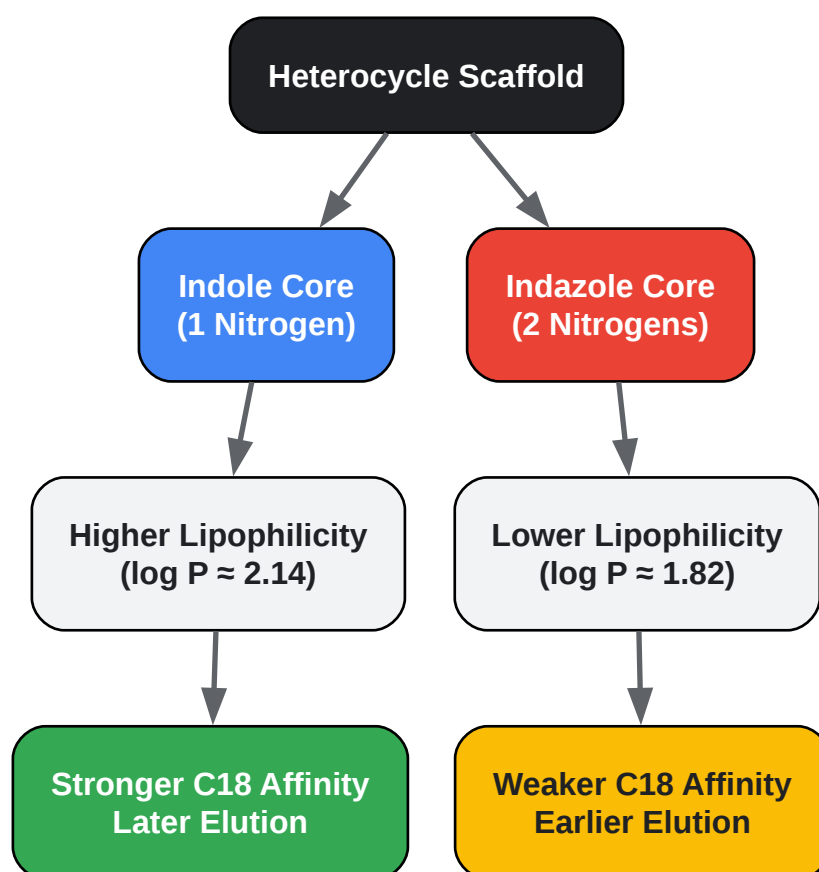 Heterocycle Scaffold
Indole Core
(1 Nitrogen)
Indazole Core
(2 Nitrogens)
Higher Lipophilicity
(log P ≈ 2.14)
Lower Lipophilicity
(log P ≈ 1.82)
Stronger C18 Affinity
Later Elution
Weaker C18 Affinity
Earlier Elution